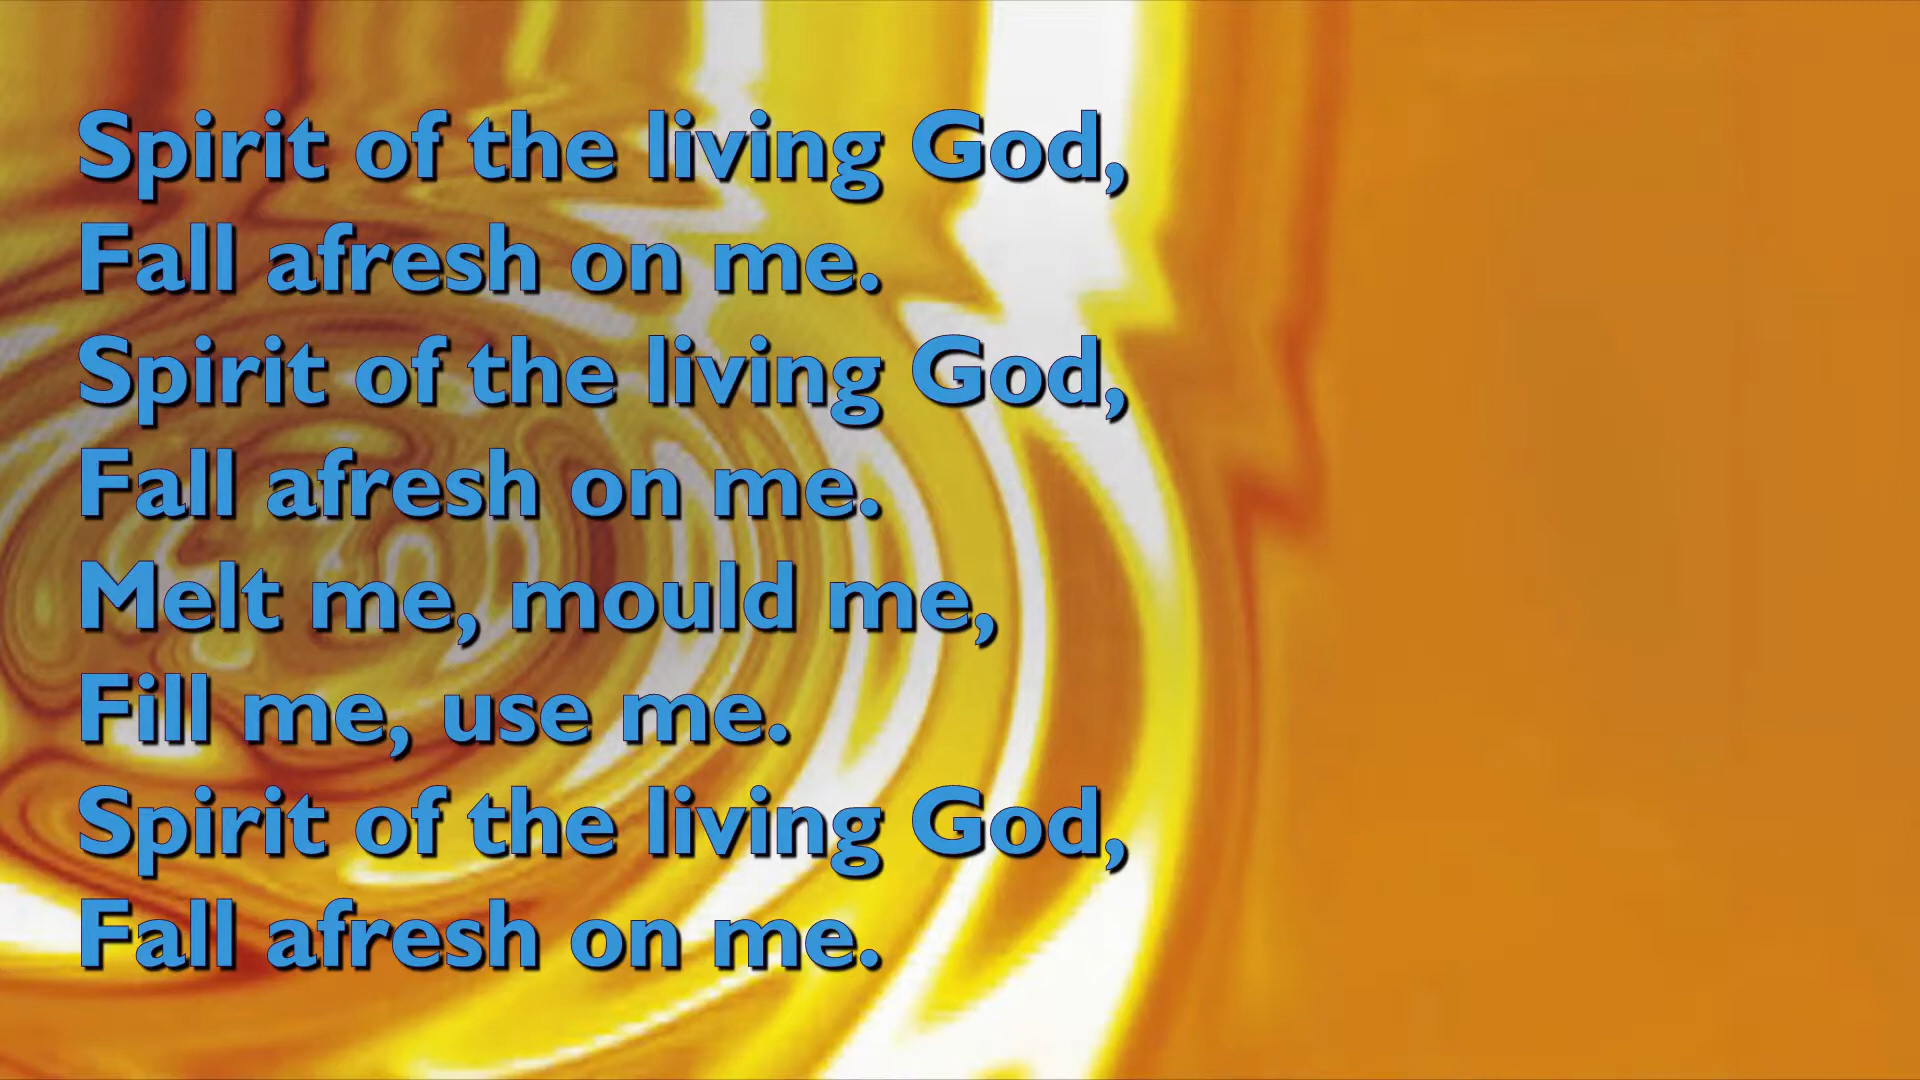 Spirit of the living God,
Fall afresh on me.
Spirit of the living God,
Fall afresh on me.
Melt me, mould me,
Fill me, use me.
Spirit of the living God,
Fall afresh on me.